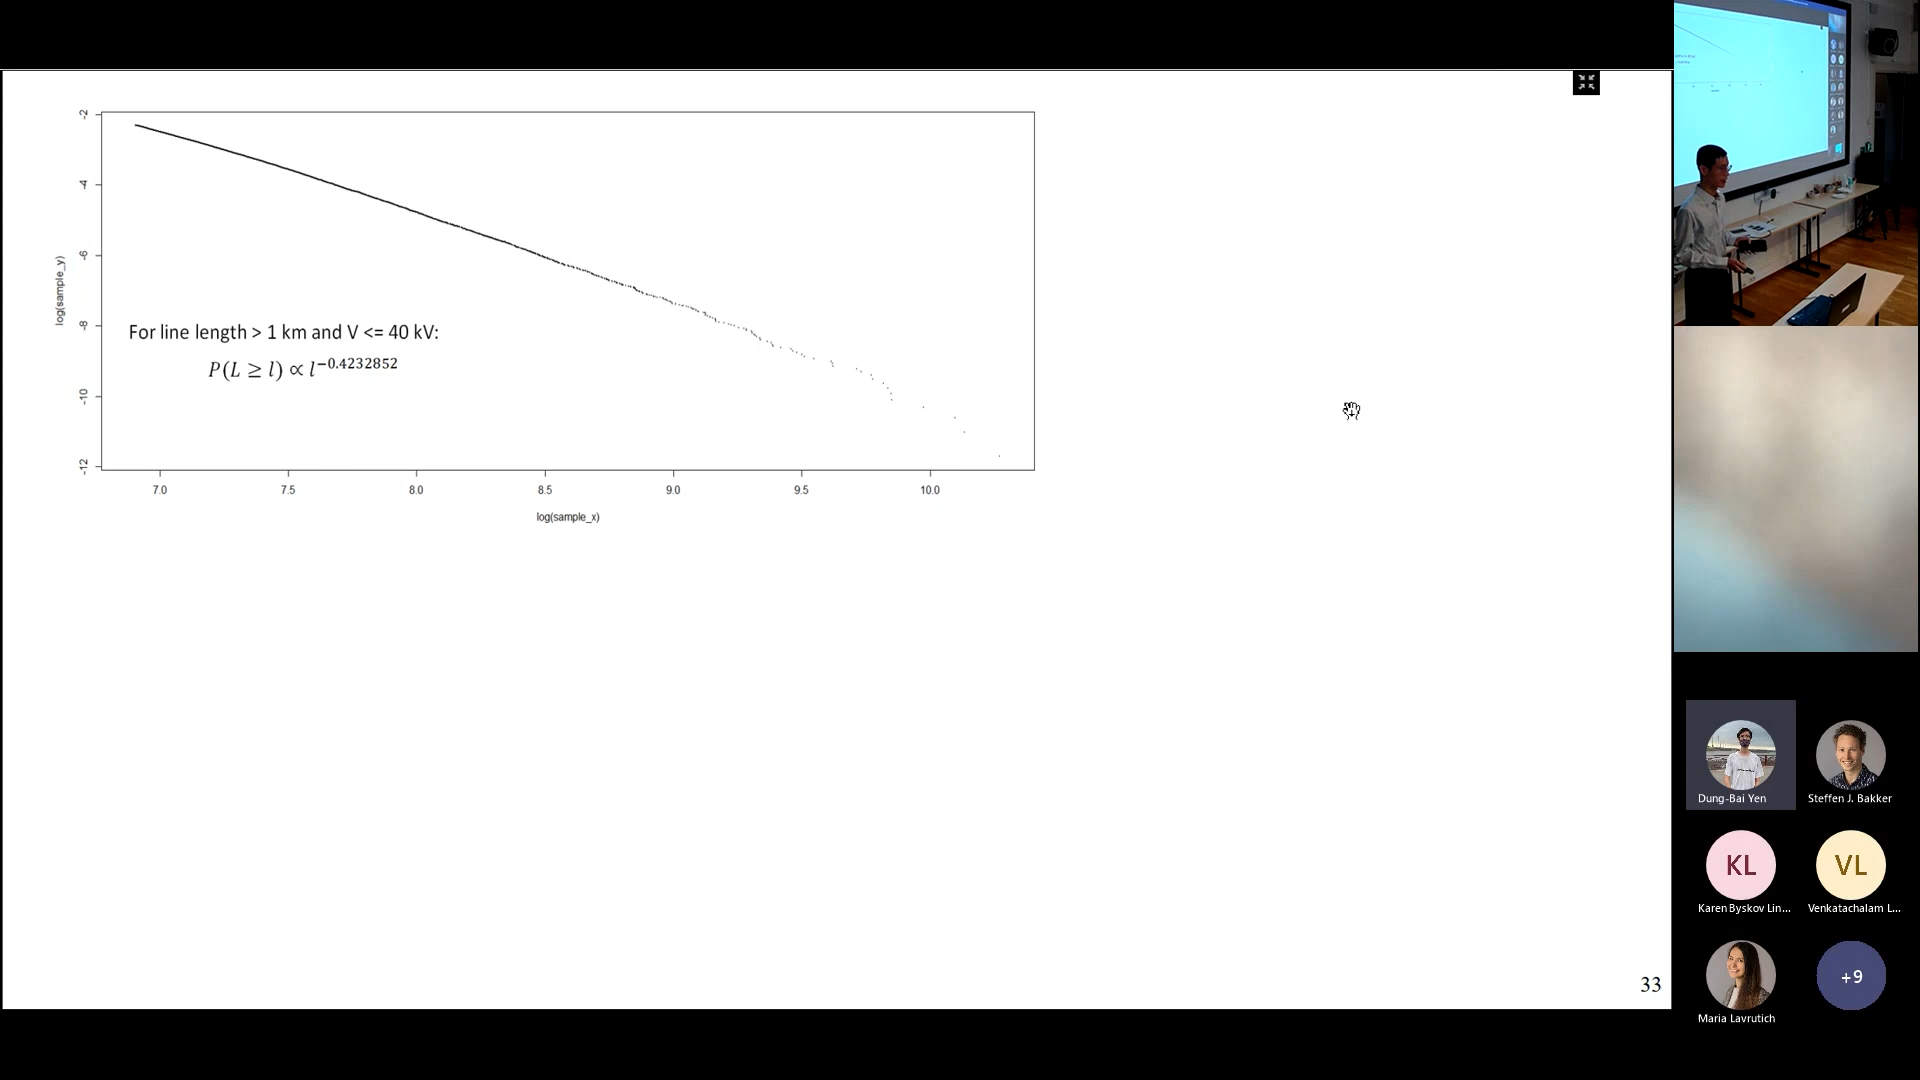 -2
-4
-6
-8
-10
-12
log(sample_y)
For line length > 1 km and V <= 40 kV:
P(L ≥ l) ∝ l^−0.4232852
7.0 7.5 8.0 8.5 9.0 9.5 10.0
log(sample_x)
33
Dung-Bai Yen
Steffen J. Bakker
KL
VL
Karen Byskov Lin...
Venkatachalam L...
+9
Maria Lavrutich